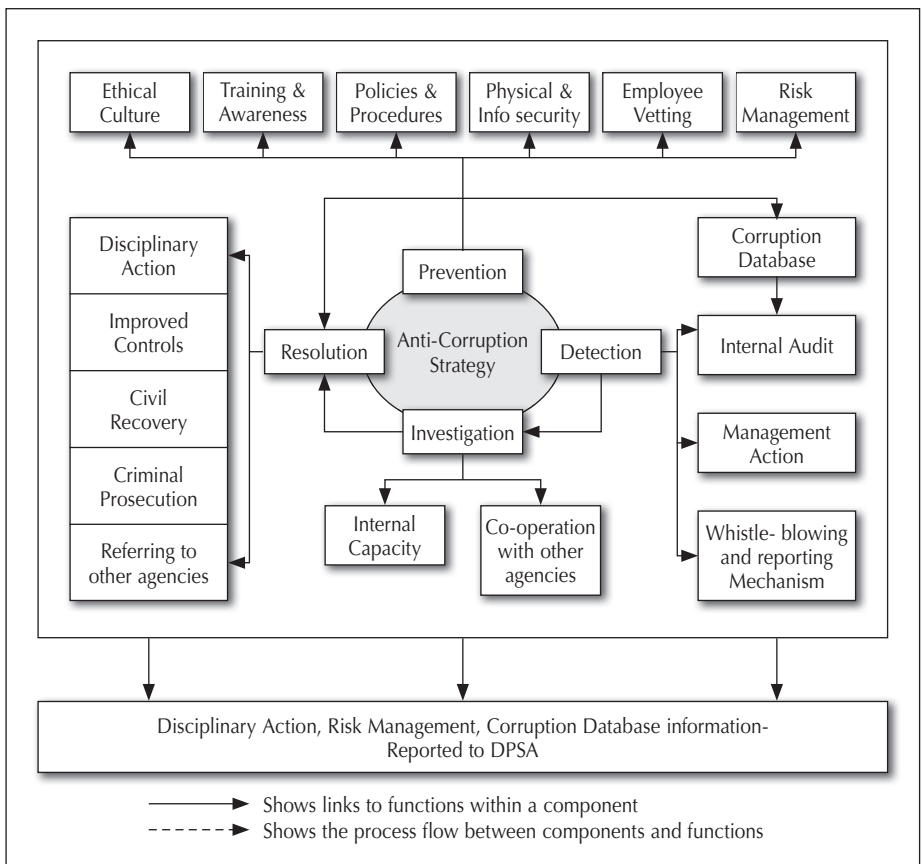 Ethical
Culture
Training &
Awareness
Policies &
Procedures
Physical &
Info security
Employee
Vetting
Risk
Management
Disciplinary
Action
Improved
Controls
Civil
Recovery
Criminal
Prosecution
Referring to
other agencies
Prevention
Resolution
Anti-Corruption
Strategy
Detection
Investigation
Internal
Capacity
Co-operation
with other
agencies
Corruption
Database
Internal Audit
Management
Action
Whistle- blowing
and reporting
Mechanism
Disciplinary Action, Risk Management, Corruption Database information-
Reported to DPSA
Shows links to functions within a component
Shows the process flow between components and functions